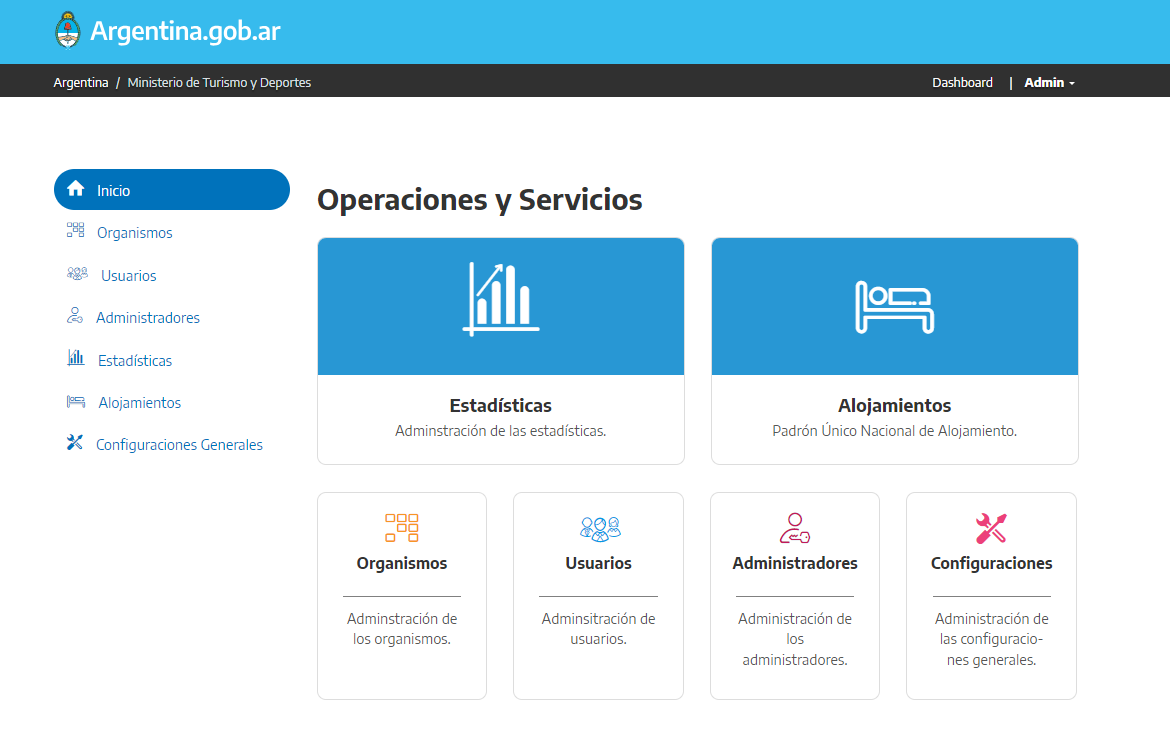 Argentina.gob.ar
Argentina / Ministerio de Turismo y Deportes
Dashboard | Admin
Inicio
Organismos
Usuarios
Administradores
Estadísticas
Alojamientos
Configuraciones Generales
Operaciones y Servicios
Estadísticas
Adminstración de las estadísticas.
Alojamientos
Padrón Único Nacional de Alojamiento.
Organismos
Adminstración de
los organismos.
Usuarios
Adminsitración de
usuarios.
Administradores
Administración de
los
administradores.
Configuraciones
Administración de
las configuracio-
nes generales.